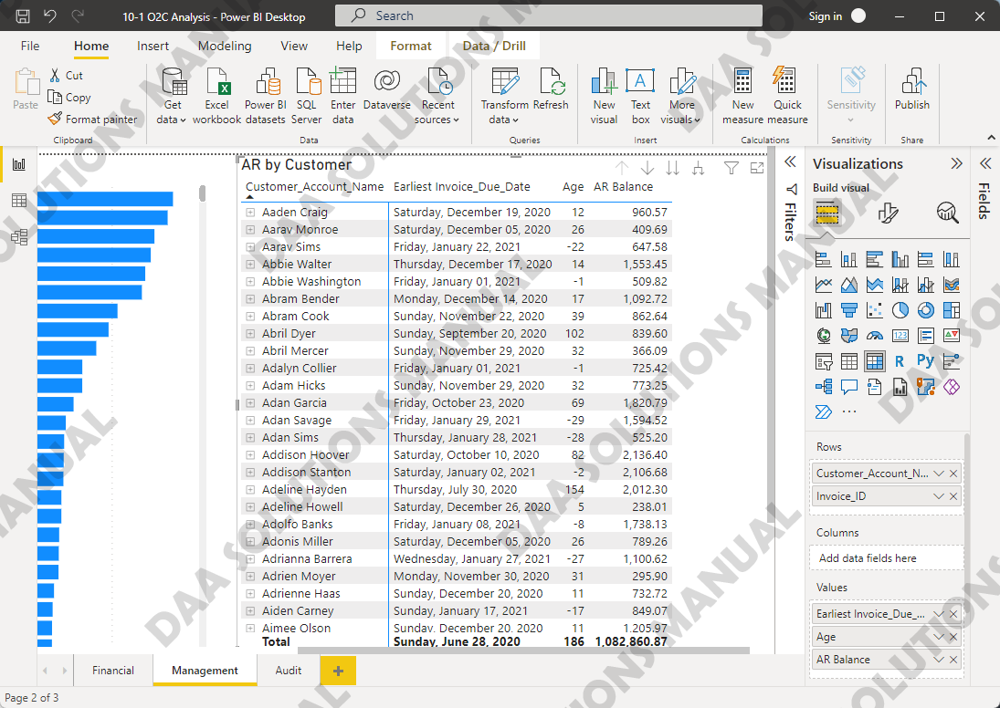 10-1 O2C Analysis - Power BI Desktop
Search
Sign in
File Home Insert Modeling View Help Format Data / Drill
Paste
Cut
Copy
Format painter
Get data
Excel workbook
Power BI datasets
SQL Server
Enter data
Dataverse
Recent sources
Transform data
Refresh
New visual
Text box
More visuals
New measure
Quick measure
Sensitivity
Publish
Clipboard Data Queries Insert Calculations Sensitivity Share
AR by Customer
Customer_Account_Name Earliest Invoice_Due_Date Age AR Balance
Aaden Craig Saturday, December 19, 2020 12 960.57
Aarav Monroe Saturday, December 05, 2020 26 409.69
Aarav Sims Friday, January 22, 2021 -22 647.58
Abbie Walter Thursday, December 17, 2020 14 1,553.45
Abbie Washington Friday, January 01, 2021 -1 509.82
Abram Bender Monday, December 14, 2020 17 1,092.72
Abram Cook Sunday, November 22, 2020 39 862.64
Abril Dyer Sunday, September 20, 2020 102 839.60
Abril Mercer Sunday, November 29, 2020 32 366.09
Adalyn Collier Friday, January 01, 2021 -1 725.42
Adam Hicks Sunday, November 29, 2020 32 773.25
Adan Garcia Friday, October 23, 2020 69 1,820.79
Adan Savage Friday, January 29, 2021 -29 1,594.52
Adan Sims Thursday, January 28, 2021 -28 525.20
Addison Hoover Saturday, October 10, 2020 82 2,136.40
Addison Stanton Saturday, January 02, 2021 -2 2,106.68
Adeline Hayden Thursday, July 30, 2020 154 2,012.30
Adeline Howell Saturday, December 26, 2020 5 238.01
Adolfo Banks Friday, January 08, 2021 -8 1,738.13
Adonis Miller Saturday, December 05, 2020 26 789.26
Adrianna Barrera Wednesday, January 27, 2021 -27 1,100.62
Adrien Moyer Monday, November 30, 2020 31 295.90
Adrienne Haas Sunday, December 20, 2020 11 732.72
Aiden Carney Sunday, January 17, 2021 -17 849.07
Aimee Olson Sunday, December 20, 2020 11 1,205.97
Total Sunday, June 28, 2020 186 1,082,860.87
Filters
Visualizations
Build visual
123
R
Py
Rows
Customer_Account_N...
Invoice_ID
Columns
Add data fields here
Values
Earliest Invoice_Due_...
Age
AR Balance
Fields
Financial Management Audit
Page 2 of 3
DAA SOLUTIONS MANUAL